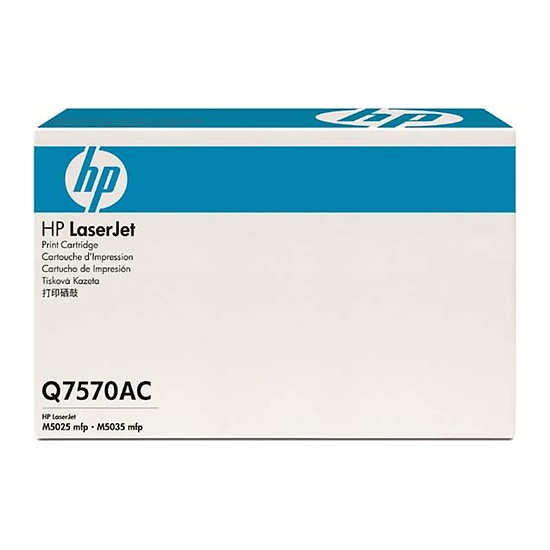 hp
hp
HP LaserJet
Print Cartridge
Cartouche d'Impression
Cartucho de Impresión
Tisková Kazeta
打印硒鼓
Q7570AC
HP LaserJet
M5025 mfp • M5035 mfp